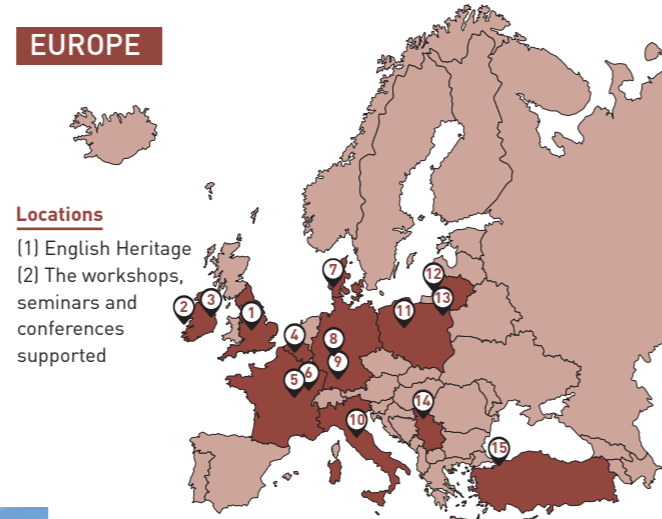 EUROPE
Locations
(1) English Heritage
(2) The workshops,
seminars and
conferences
supported
7
12
2
3
1
13
11
4
8
9
5
6
14
10
15